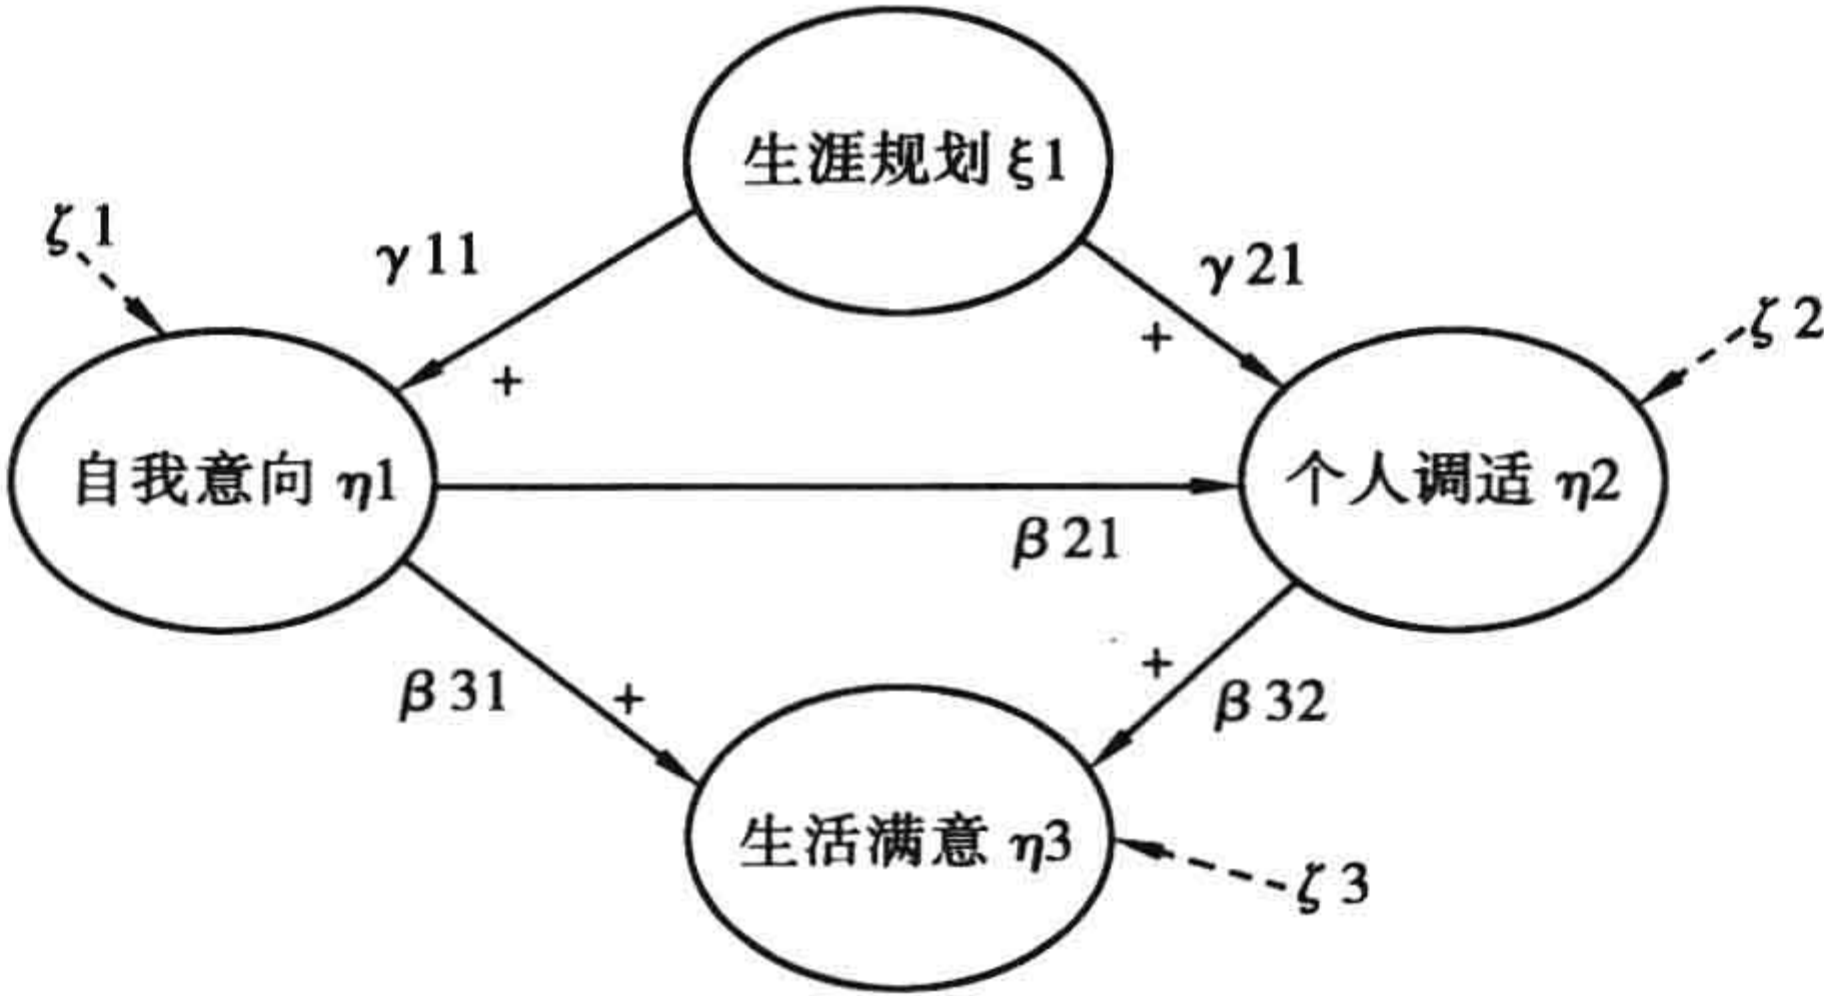 生涯规划 ξ1
ζ 1
γ 11
γ 21
+
ζ 2
+
自我意向 η1
个人调适 η2
β 21
+
β 31
+
β 32
生活满意 η3
ζ 3